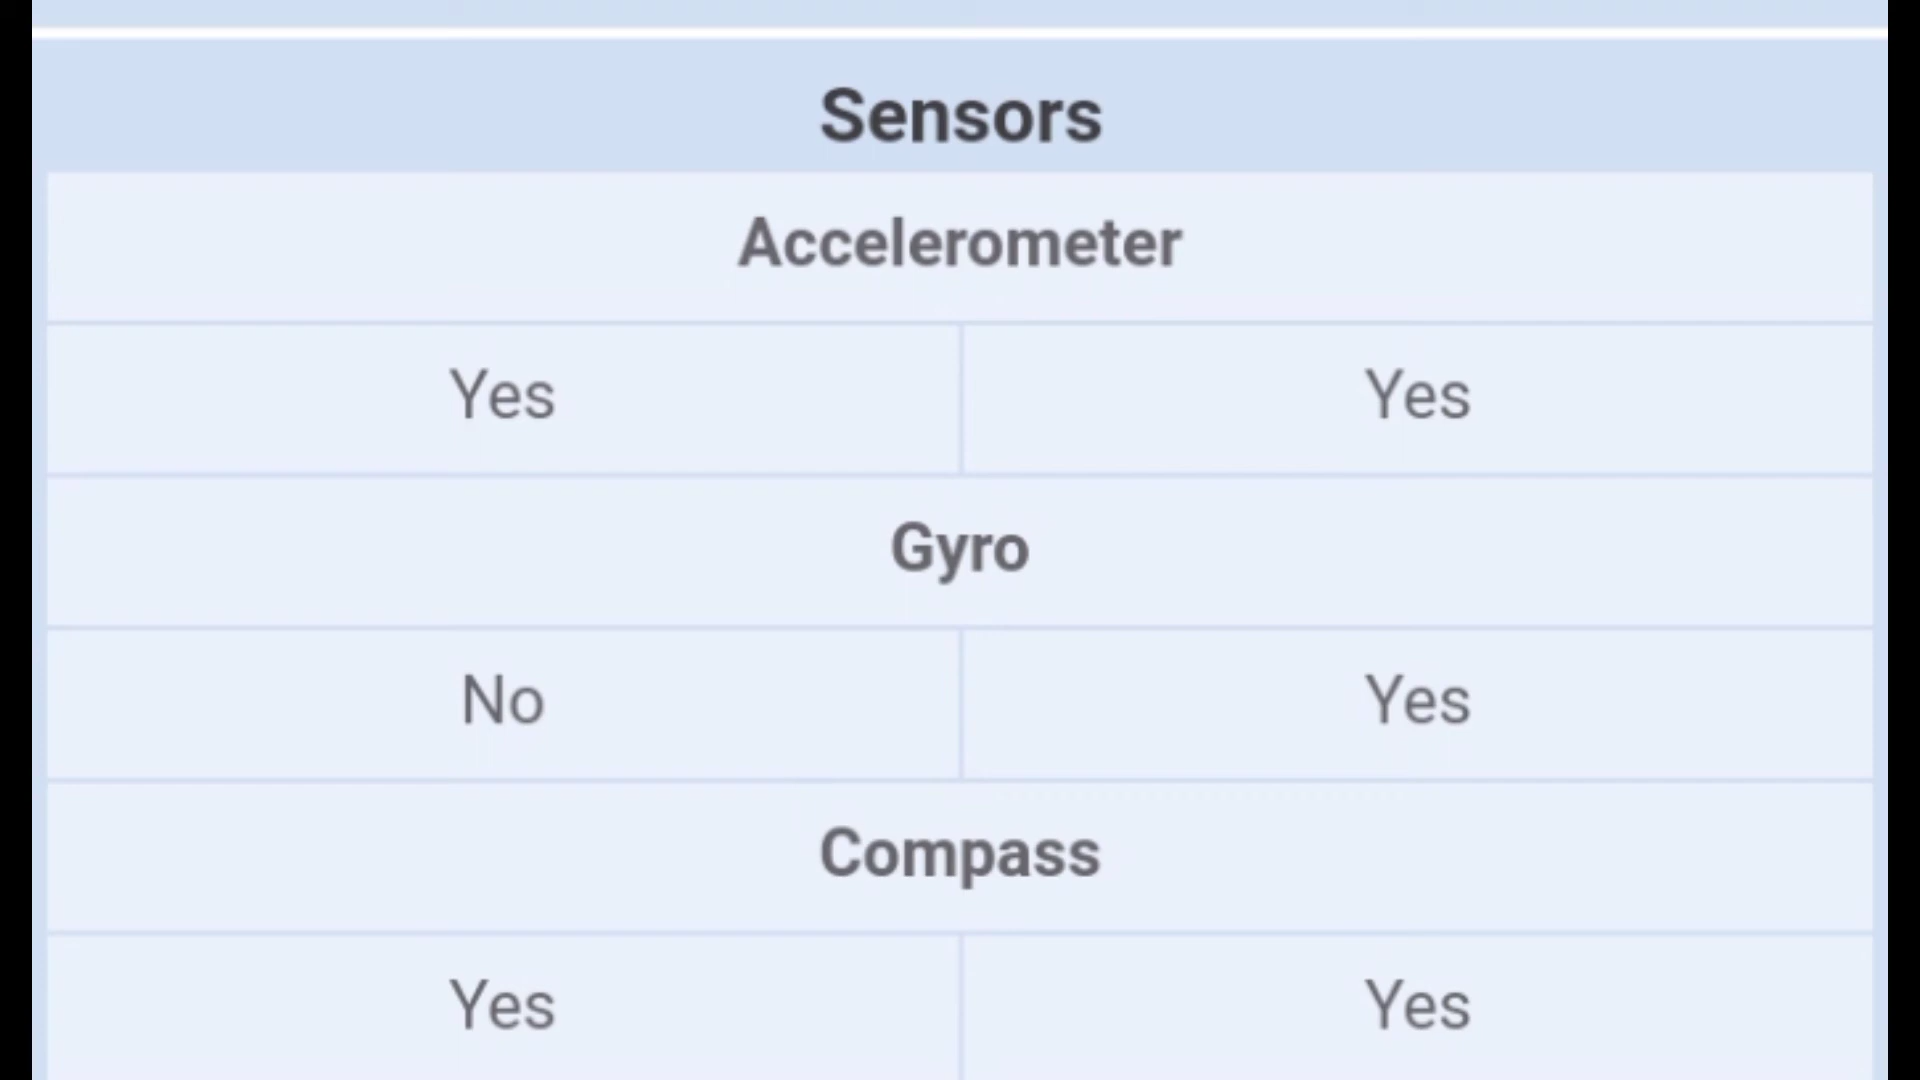 Sensors
Accelerometer
Yes Yes
Gyro
No Yes
Compass
Yes Yes